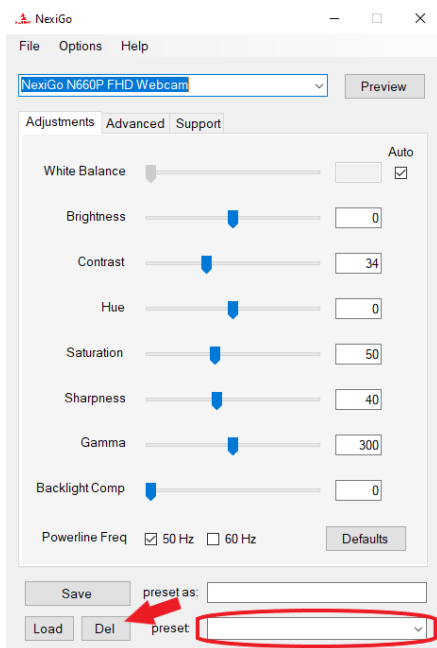 NexiGo
File Options Help
NexiGo N660P FHD Webcam Preview
Adjustments Advanced Support
Auto
White Balance
Brightness 0
Contrast 34
Hue 0
Saturation 50
Sharpness 40
Gamma 300
Backlight Comp 0
Powerline Freq 50 Hz 60 Hz Defaults
Save preset as:
Load Del preset: